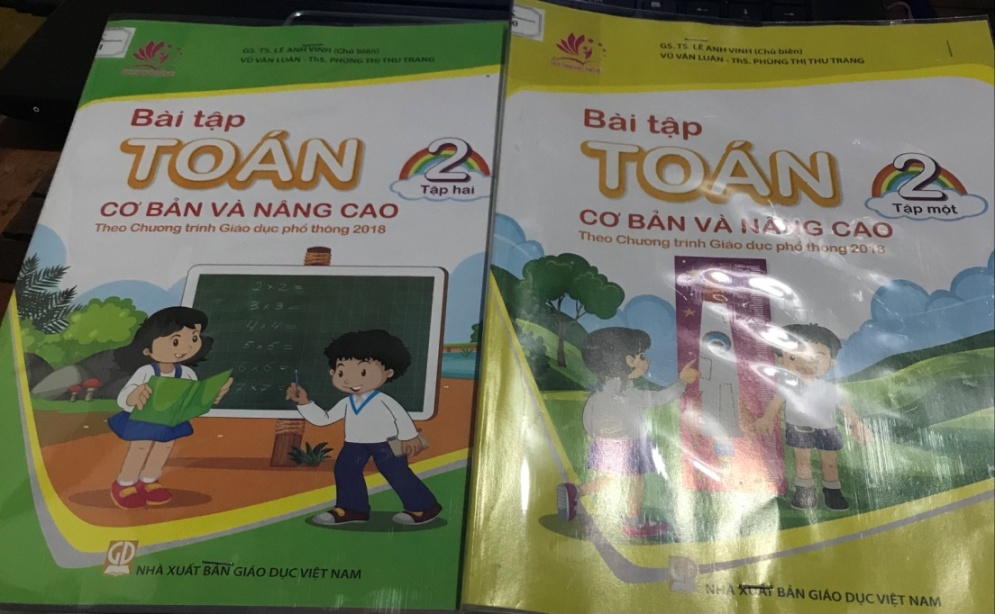 GS. TS. LÊ ANH VINH (Chủ biên)
VŨ VĂN LUÂN - ThS. PHÙNG THỊ THU TRANG
Bài tập
TOÁN
2
Tập hai
CƠ BẢN VÀ NÂNG CAO
Theo Chương trình Giáo dục phổ thông 2018
2 × 2 =
3 × 3 =
4 × 4 =
5 × 5 =
6 × 6 =
7 × 7 =
GD
NHÀ XUẤT BẢN GIÁO DỤC VIỆT NAM
GS. TS. LÊ ANH VINH (Chủ biên)
VŨ VĂN LUÂN - ThS. PHÙNG THỊ THU TRANG
Bài tập
TOÁN
2
Tập một
CƠ BẢN VÀ NÂNG CAO
Theo Chương trình Giáo dục phổ thông 2018
NHÀ XUẤT BẢN GIÁO DỤC VIỆT NAM